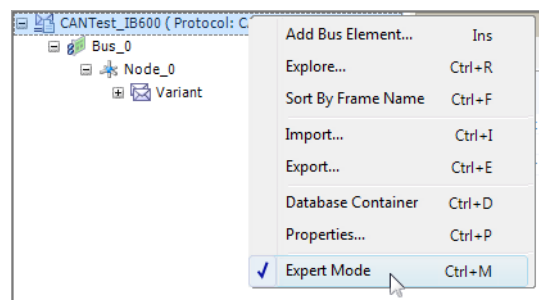 CANTest_IB600 ( Protocol: C
Bus_0
Node_0
Variant
Add Bus Element... Ins
Explore... Ctrl+R
Sort By Frame Name Ctrl+F
Import... Ctrl+I
Export... Ctrl+E
Database Container Ctrl+D
Properties... Ctrl+P
Expert Mode Ctrl+M